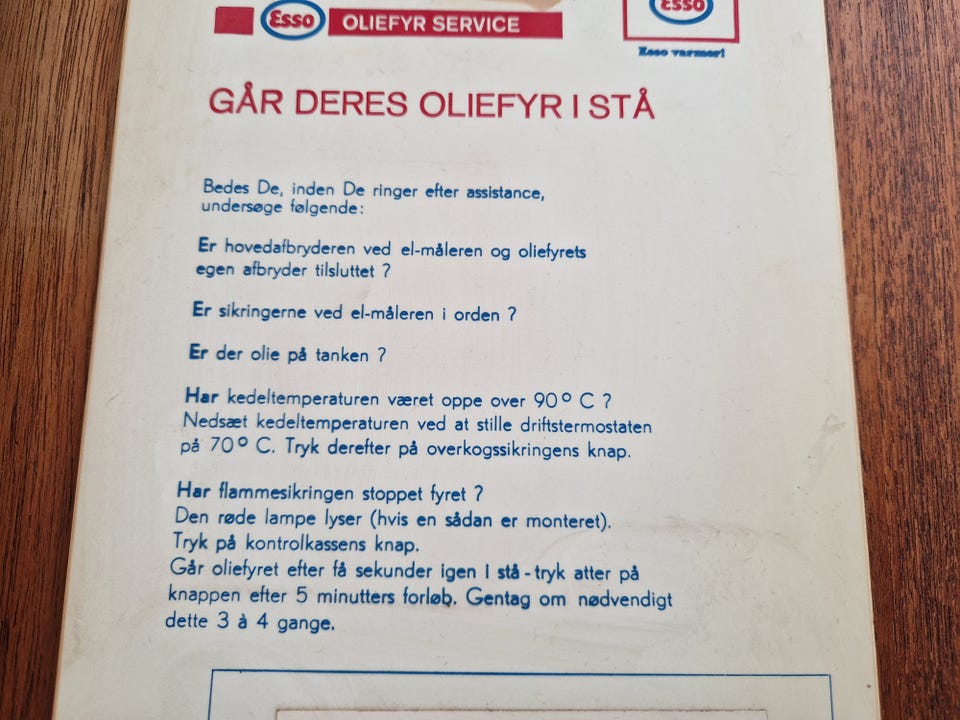 Esso OLIEFYR SERVICE
Esso
Esso varmer!
GÅR DERES OLIEFYR I STÅ
Bedes De, inden De ringer efter assistance,
undersøge følgende:
Er hovedafbryderen ved el-måleren og oliefyrets
egen afbryder tilsluttet ?
Er sikringerne ved el-måleren i orden ?
Er der olie på tanken ?
Har kedeltemperaturen været oppe over 90° C ?
Nedsæt kedeltemperaturen ved at stille driftstermostaten
på 70° C. Tryk derefter på overkogssikringens knap.
Har flammesikringen stoppet fyret ?
Den røde lampe lyser (hvis en sådan er monteret).
Tryk på kontrolkassens knap.
Går oliefyret efter få sekunder igen I stå - tryk atter på
knappen efter 5 minutters forløb. Gentag om nødvendigt
dette 3 à 4 gange.